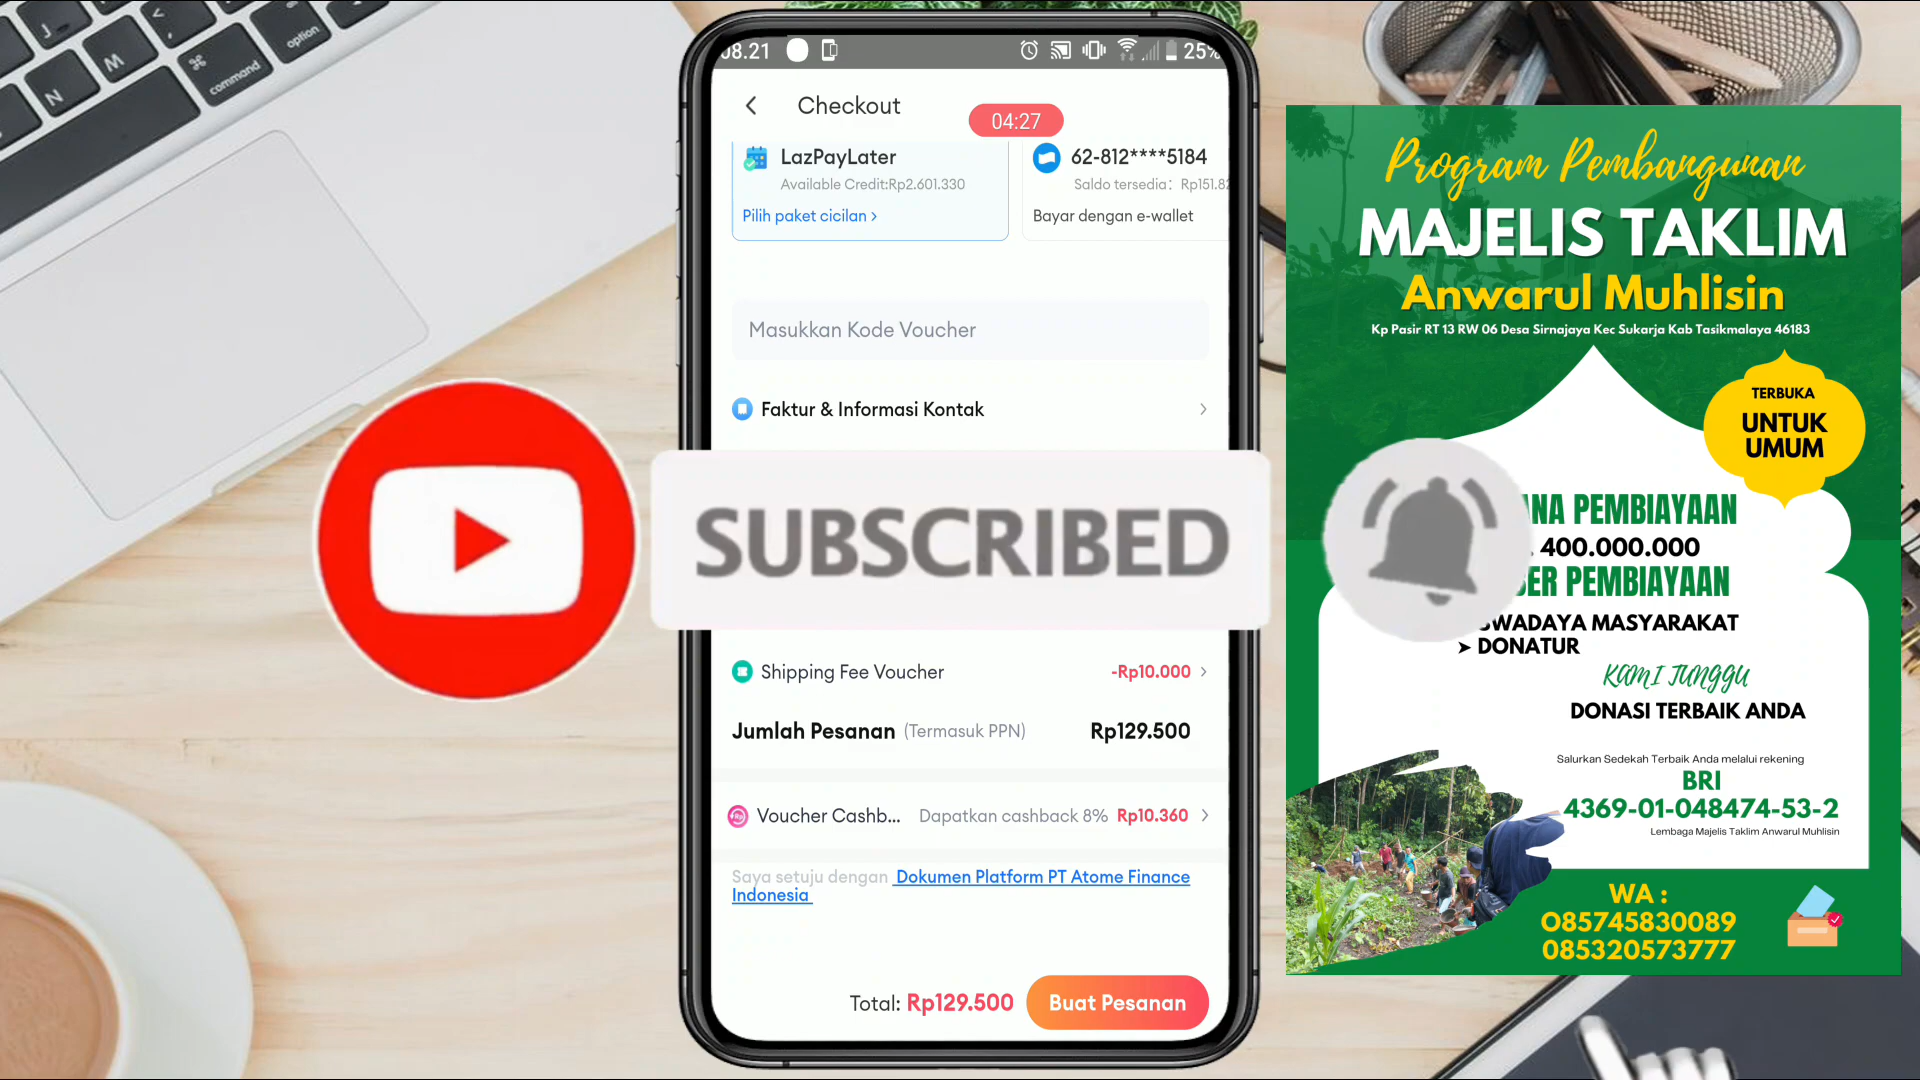 J
M
N
<
⌘
command
option
08.21
25%
Checkout
04:27
LazPayLater
Available Credit:Rp2.601.330
Pilih paket cicilan >
62-812****5184
Saldo tersedia: Rp151.82
Bayar dengan e-wallet
Masukkan Kode Voucher
Faktur & Informasi Kontak
SUBSCRIBED
Shipping Fee Voucher -Rp10.000
Jumlah Pesanan (Termasuk PPN) Rp129.500
Voucher Cashb... Dapatkan cashback 8% Rp10.360
Saya setuju dengan Dokumen Platform PT Atome Finance
Indonesia
Total: Rp129.500 Buat Pesanan
Program Pembangunan
MAJELIS TAKLIM
Anwarul Muhlisin
Kp Pasir RT 13 RW 06 Desa Sirnajaya Kec Sukarja Kab Tasikmalaya 46183
TERBUKA
UNTUK
UMUM
PEMBIAYAAN
400.000.000
PEMBIAYAAN
SWADAYA MASYARAKAT
➤ DONATUR
KAMI TUNGGU
DONASI TERBAIK ANDA
Salurkan Sedekah Terbaik Anda melalui rekening
BRI
4369-01-048474-53-2
Lembaga Majelis Taklim Anwarul Muhlisin
WA :
085745830089
085320573777